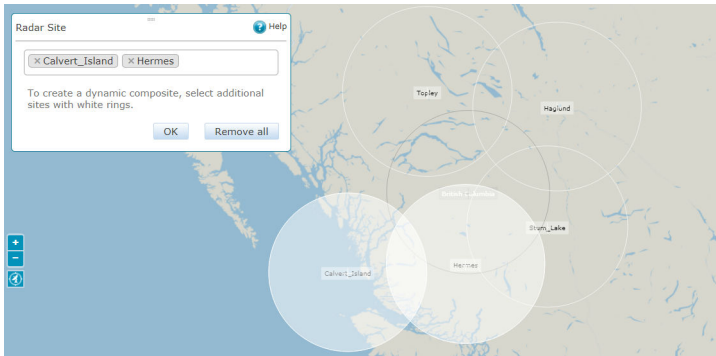 Radar Site
? Help
× Calvert_Island × Hermes
To create a dynamic composite, select additional
sites with white rings.
OK Remove all
Topley
Haglund
Stum_Lake
Hermes
Calvert_Island
+
−